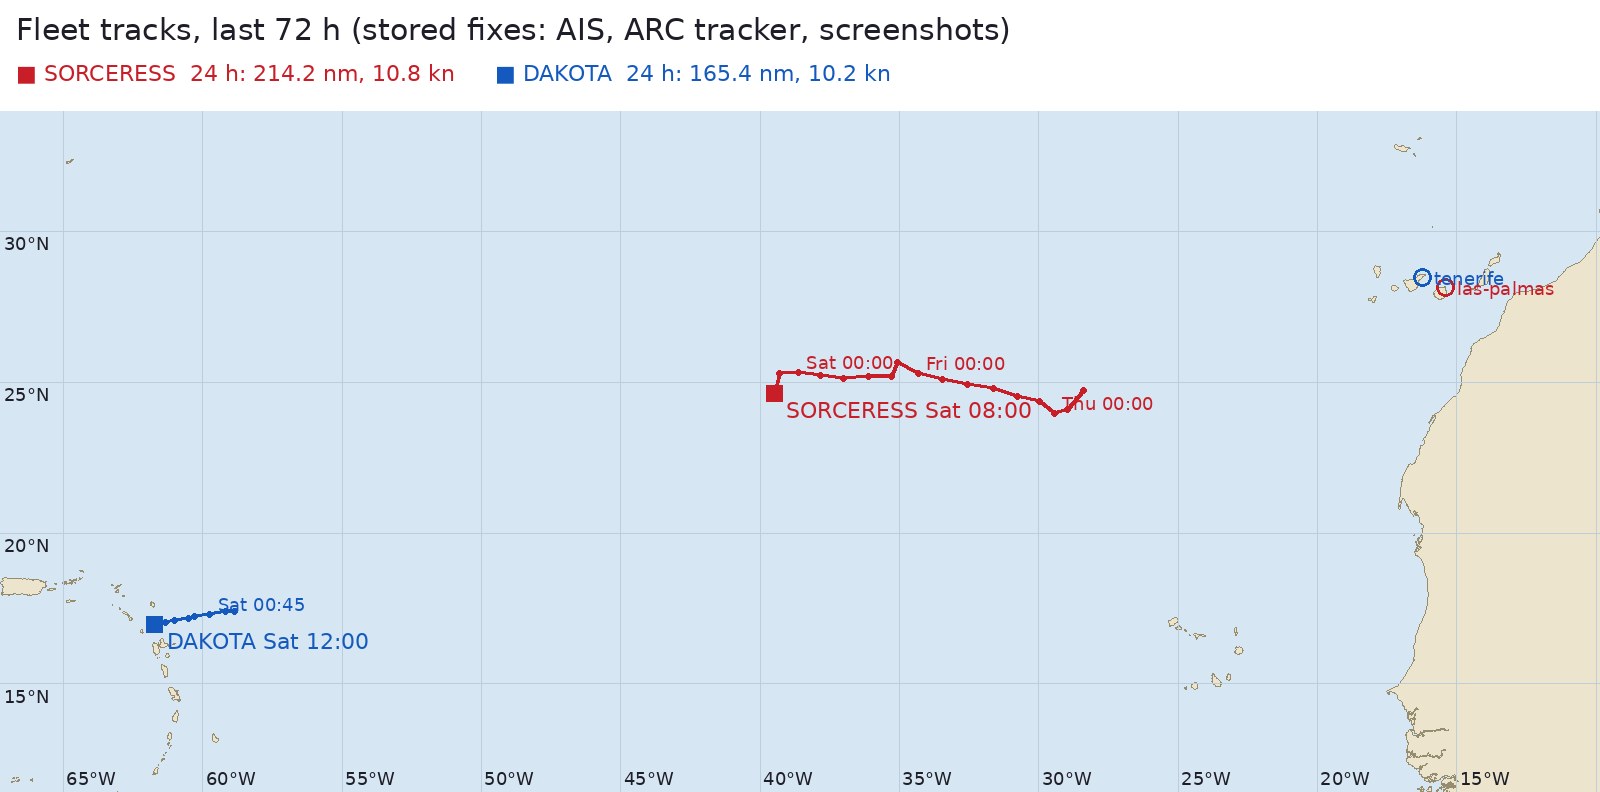 Fleet tracks, last 72 h (stored fixes: AIS, ARC tracker, screenshots)
SORCERESS 24 h: 214.2 nm, 10.8 kn
DAKOTA 24 h: 165.4 nm, 10.2 kn
30°N
tenerife
las-palmas
Sat 00:00
Fri 00:00
25°N
Thu 00:00
SORCERESS Sat 08:00
20°N
Sat 00:45
DAKOTA Sat 12:00
15°N
65°W
60°W
55°W
50°W
45°W
40°W
35°W
30°W
25°W
20°W
15°W